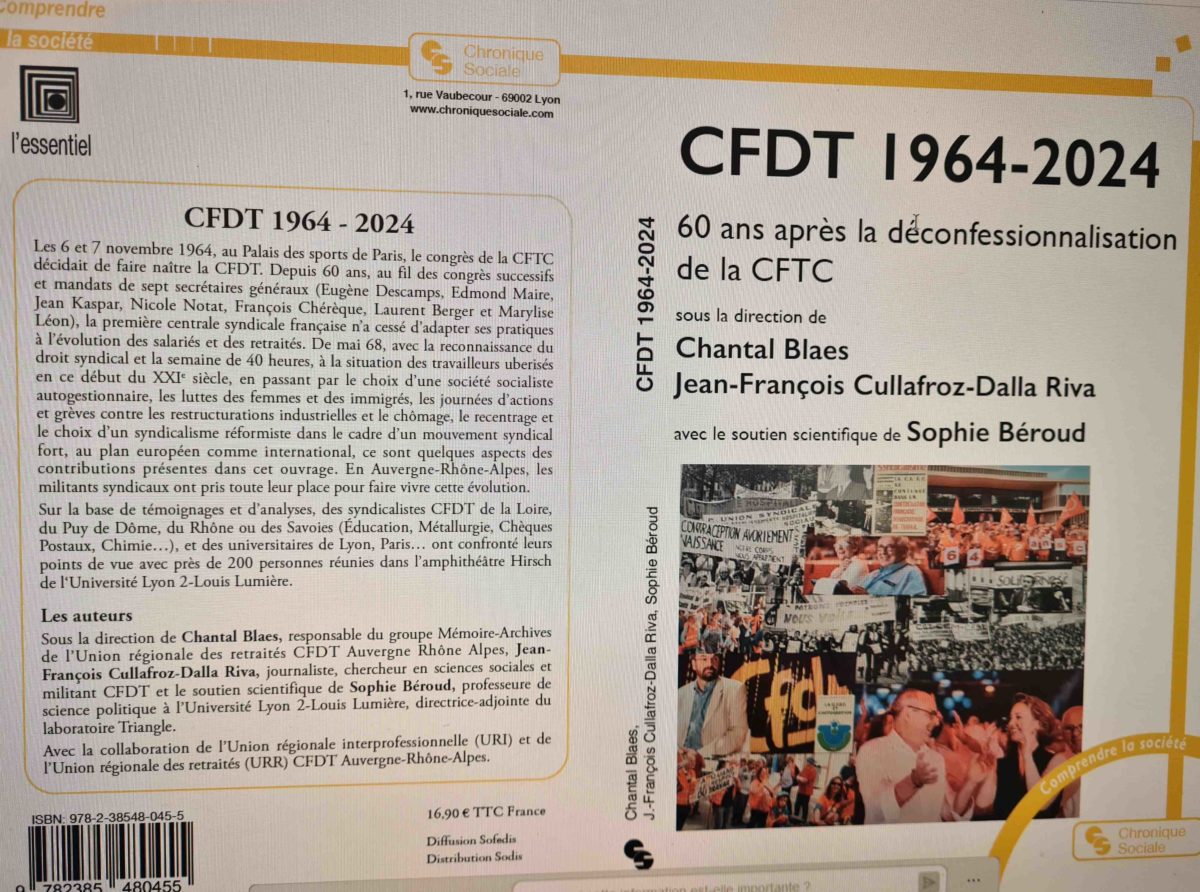 Comprendre
la société
Chronique
Sociale
1, rue Vaubecour - 69002 Lyon
www.chroniquesociale.com
l'essentiel
CFDT 1964 - 2024
Les 6 et 7 novembre 1964, au Palais des sports de Paris, le congrès de la CFTC
décidait de faire naître la CFDT. Depuis 60 ans, au fil des congrès successifs
et mandats de sept secrétaires généraux (Eugène Descamps, Edmond Maire,
Jean Kaspar, Nicole Notat, François Chérèque, Laurent Berger et Marylise
Léon), la première centrale syndicale française n'a cessé d'adapter ses pratiques
à l'évolution des salariés et des retraités. De mai 68, avec la reconnaissance du
droit syndical et la semaine de 40 heures, à la situation des travailleurs uberisés
en ce début du XXIe siècle, en passant par le choix d'une société socialiste
autogestionnaire, les luttes des femmes et des immigrés, les journées d'actions
et grèves contre les restructurations industrielles et le chômage, le recentrage et
le choix d'un syndicalisme réformiste dans le cadre d'un mouvement syndical
fort, au plan européen comme international, ce sont quelques aspects des
contributions présentes dans cet ouvrage. En Auvergne-Rhône-Alpes, les
militants syndicaux ont pris toute leur place pour faire vivre cette évolution.
Sur la base de témoignages et d'analyses, des syndicalistes CFDT de la Loire,
du Puy de Dôme, du Rhône ou des Savoies (Éducation, Métallurgie, Chèques
Postaux, Chimie…), et des universitaires de Lyon, Paris… ont confronté leurs
points de vue avec près de 200 personnes réunies dans l'amphithéâtre Hirsch
de l'Université Lyon 2-Louis Lumière.
Les auteurs
Sous la direction de Chantal Blaes, responsable du groupe Mémoire-Archives
de l'Union régionale des retraités CFDT Auvergne Rhône Alpes, Jean-
François Cullafroz-Dalla Riva, journaliste, chercheur en sciences sociales et
militant CFDT et le soutien scientifique de Sophie Béroud, professeure de
science politique à l'Université Lyon 2-Louis Lumière, directrice-adjointe du
laboratoire Triangle.
Avec la collaboration de l'Union régionale interprofessionnelle (URI) et de
l'Union régionale des retraités (URR) CFDT Auvergne-Rhône-Alpes.
ISBN: 978-2-38548-045-5
9 782385 480455
16.90 € TTC France
Diffusion Sofedis
Distribution Sodis
CFDT 1964-2024
Chantal Blaes,
J.-François Cullafroz-Dalla Riva, Sophie Béroud
CFDT 1964-2024
60 ans après la déconfessionnalisation
de la CFTC
sous la direction de
Chantal Blaes
Jean-François Cullafroz-Dalla Riva
avec le soutien scientifique de Sophie Béroud
UNION SYNDICALE
CONTRACEPTION AVORTEMENT
NAISSANCE
NOTRE CORPS
NOUS APPARTIENT
64
SOLIDARNOSC
NOUS VOILÀ
Cfdt
Comprendre la société
Chronique
Sociale
information est-elle importante ?